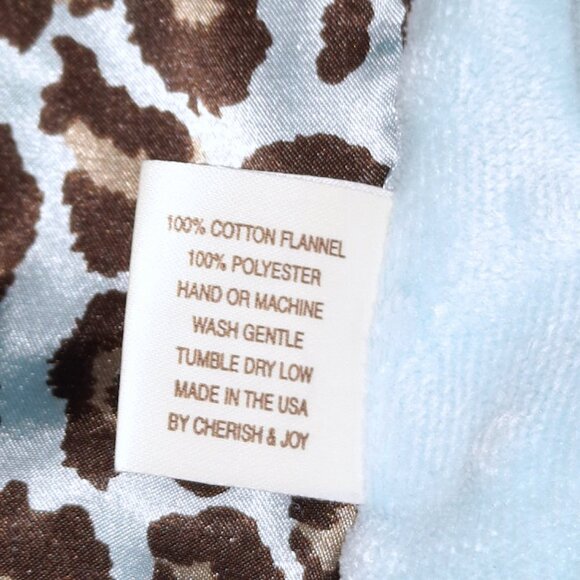 100% COTTON FLANNEL
100% POLYESTER
HAND OR MACHINE
WASH GENTLE
TUMBLE DRY LOW
MADE IN THE USA
BY CHERISH & JOY